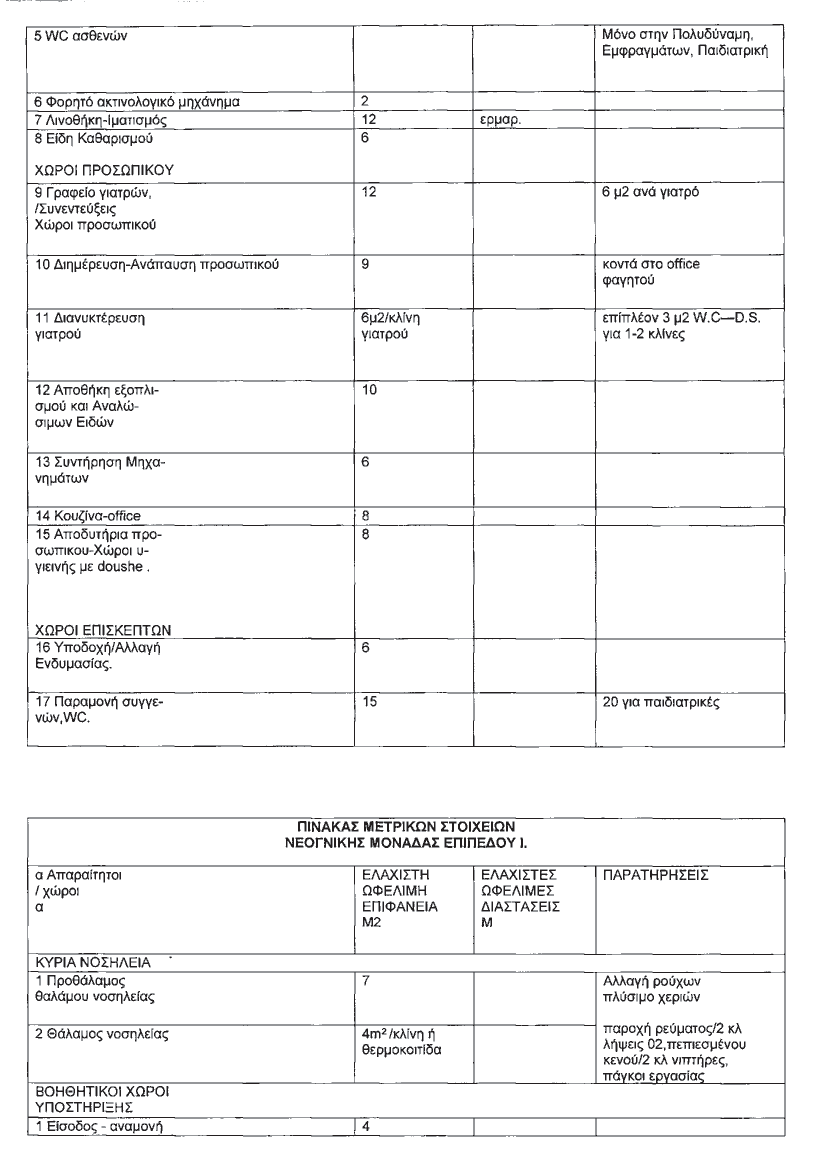 5 WC ασθενών
Μόνο στην Πολυδύναμη,
Εμφραγμάτων, Παιδιατρική
6 Φορητό ακτινολογικό μηχάνημα 2
7 Λινοθήκη-Ιματισμός 12 ερμαρ.
8 Είδη Καθαρισμού 6
ΧΩΡΟΙ ΠΡΟΣΩΠΙΚΟΥ
9 Γραφείο γιατρών, 12 6 μ2 ανά γιατρό
/Συνεντεύξεις
Χώροι προσωπικού
10 Διημέρευση-Ανάπαυση προσωπικού 9 κοντά στο office
φαγητού
11 Διανυκτέρευση 6μ2/κλίνη επίπλέον 3 μ2 W.C—D.S.
γιατρού γιατρού για 1-2 κλίνες
12 Αποθήκη εξοπλι- 10
σμού και Αναλώ-
σιμων Ειδών
13 Συντήρηση Μηχα- 6
νημάτων
14 Κουζίνα-office 8
15 Αποδυτήρια προ- 8
σωπικου-Χώροι υ-
γιεινής με doushe .
ΧΩΡΟΙ ΕΠΙΣΚΕΠΤΩΝ
16 Υποδοχή/Αλλαγή 6
Ενδυμασίας.
17 Παραμονή συγγε- 15 20 για παιδιατρικές
νών,WC.
ΠΙΝΑΚΑΣ ΜΕΤΡΙΚΩΝ ΣΤΟΙΧΕΙΩΝ
ΝΕΟΓΝΙΚΗΣ ΜΟΝΑΔΑΣ ΕΠΙΠΕΔΟΥ Ι.
α Απαραίτητοι ΕΛΑΧΙΣΤΗ ΕΛΑΧΙΣΤΕΣ ΠΑΡΑΤΗΡΗΣΕΙΣ
/ χώροι ΩΦΕΛΙΜΗ ΩΦΕΛΙΜΕΣ
α ΕΠΙΦΑΝΕΙΑ ΔΙΑΣΤΑΣΕΙΣ
Μ2 Μ
ΚΥΡΙΑ ΝΟΣΗΛΕΙΑ
1 Προθάλαμος 7 Αλλαγή ρούχων
θαλάμου νοσηλείας πλύσιμο χεριών
2 Θάλαμος νοσηλείας 4m²/κλίνη ή παροχή ρεύματος/2 κλ
θερμοκοιτίδα λήψεις 02,πεπιεσμένου
κενού/2 κλ νιπτήρες,
πάγκοι εργασίας
ΒΟΗΘΗΤΙΚΟΙ ΧΩΡΟΙ
ΥΠΟΣΤΗΡΙΞΗΣ
1 Είσοδος - αναμονή 4